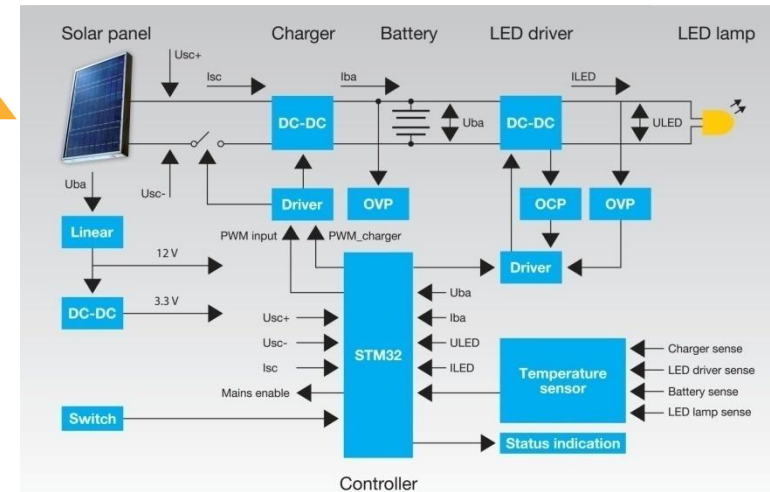 Solar panel
Charger
Battery
LED driver
LED lamp
Usc+
Isc
Iba
ILED
DC-DC
Uba
DC-DC
ULED
Uba
Usc-
Driver
OVP
OCP
OVP
Linear
PWM input
PWM_charger
12 V
Driver
DC-DC
3.3 V
Usc+
Usc-
Isc
Mains enable
STM32
Uba
Iba
ULED
ILED
Temperature
sensor
Charger sense
LED driver sense
Battery sense
LED lamp sense
Switch
Status indication
Controller